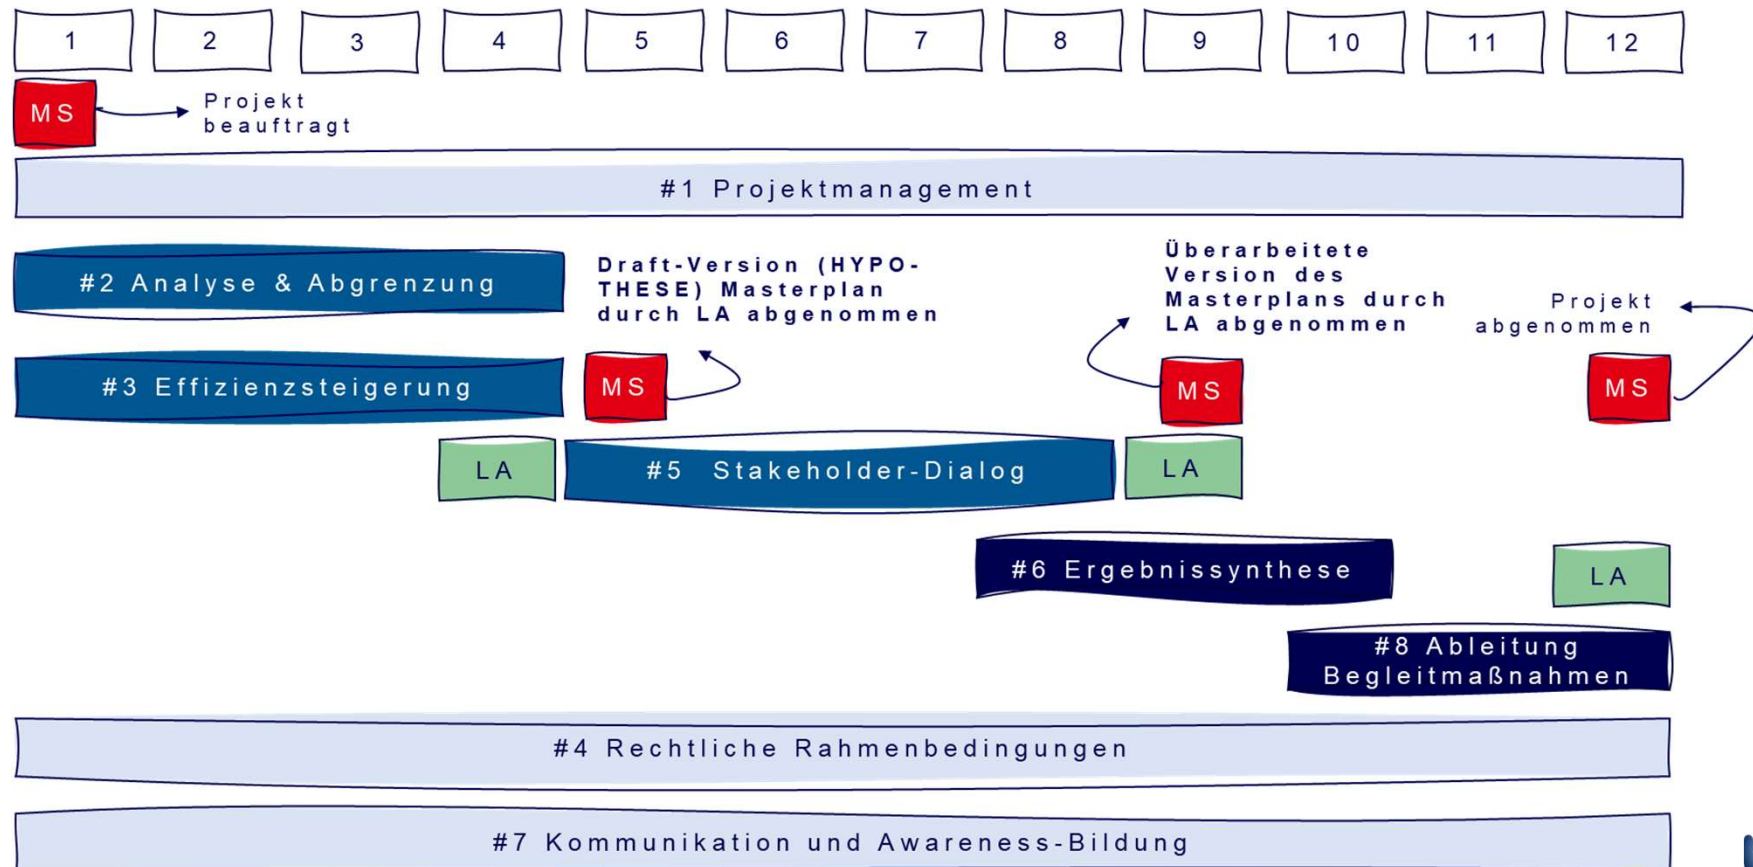 1 2 3 4 5 6 7 8 9 10 11 12
MS
Projekt
beauftragt
#1 Projektmanagement
#2 Analyse & Abgrenzung
Draft-Version (HYPO-
THESE) Masterplan
durch LA abgenommen
Überarbeitete
Version des
Masterplans durch
LA abgenommen
Projekt
abgenommen
#3 Effizienzsteigerung
MS
MS
MS
LA
#5 Stakeholder-Dialog
LA
#6 Ergebnissynthese
LA
#8 Ableitung
Begleitmaßnahmen
#4 Rechtliche Rahmenbedingungen
#7 Kommunikation und Awareness-Bildung